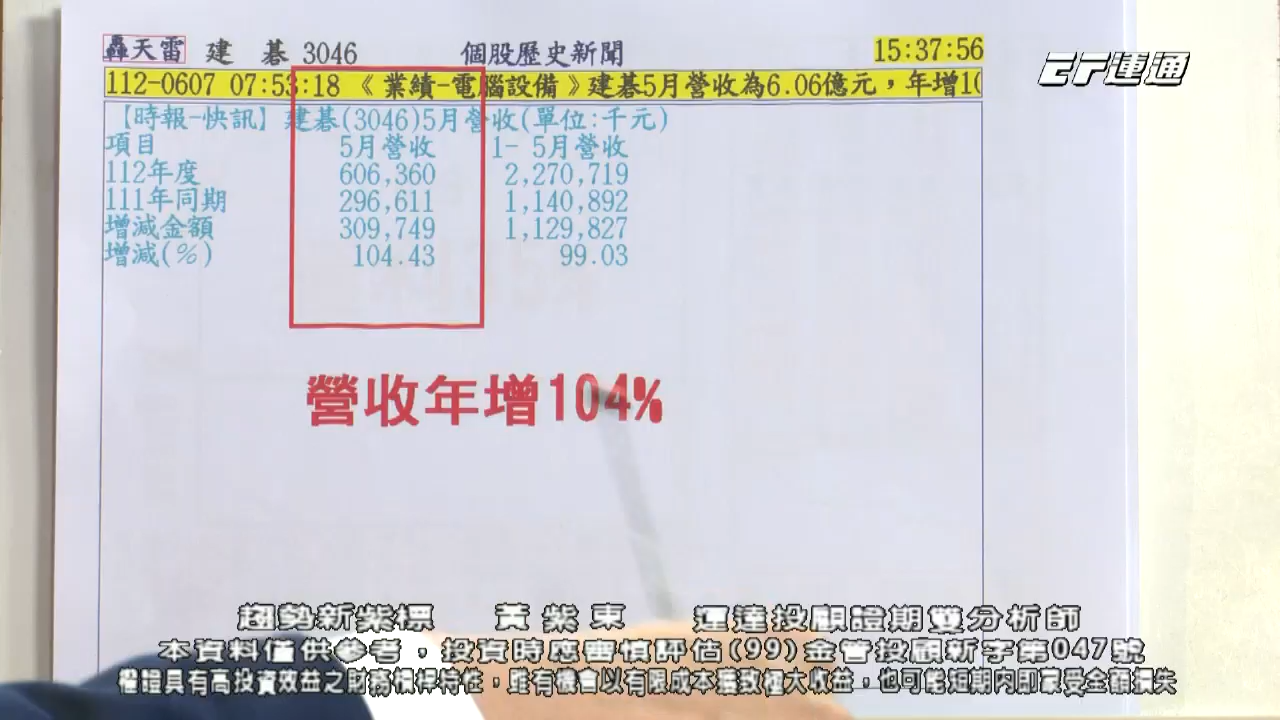 轟天雷 建 碁 3046 個股歷史新聞 15:37:56
ET運通
112-0607 07:53:18 《 業績-電腦設備 》建碁5月營收為6.06億元，年增10
【時報-快訊】建碁(3046)5月營收(單位:千元)
項目 5月營收 1- 5月營收
112年度 606,360 2,270,719
111年同期 296,611 1,140,892
增減金額 309,749 1,129,827
增減(%) 104.43 99.03
營收年增104%
趨勢新紫標 黃紫東 運達投顧證期雙分析師
本資料僅供參考，投資時應審慎評估(99)金管投顧新字第047號
權證具有高投資效益之財務槓桿特性，雖有機會以有限成本獲致極大收益，也可能短期內即蒙受全額損失